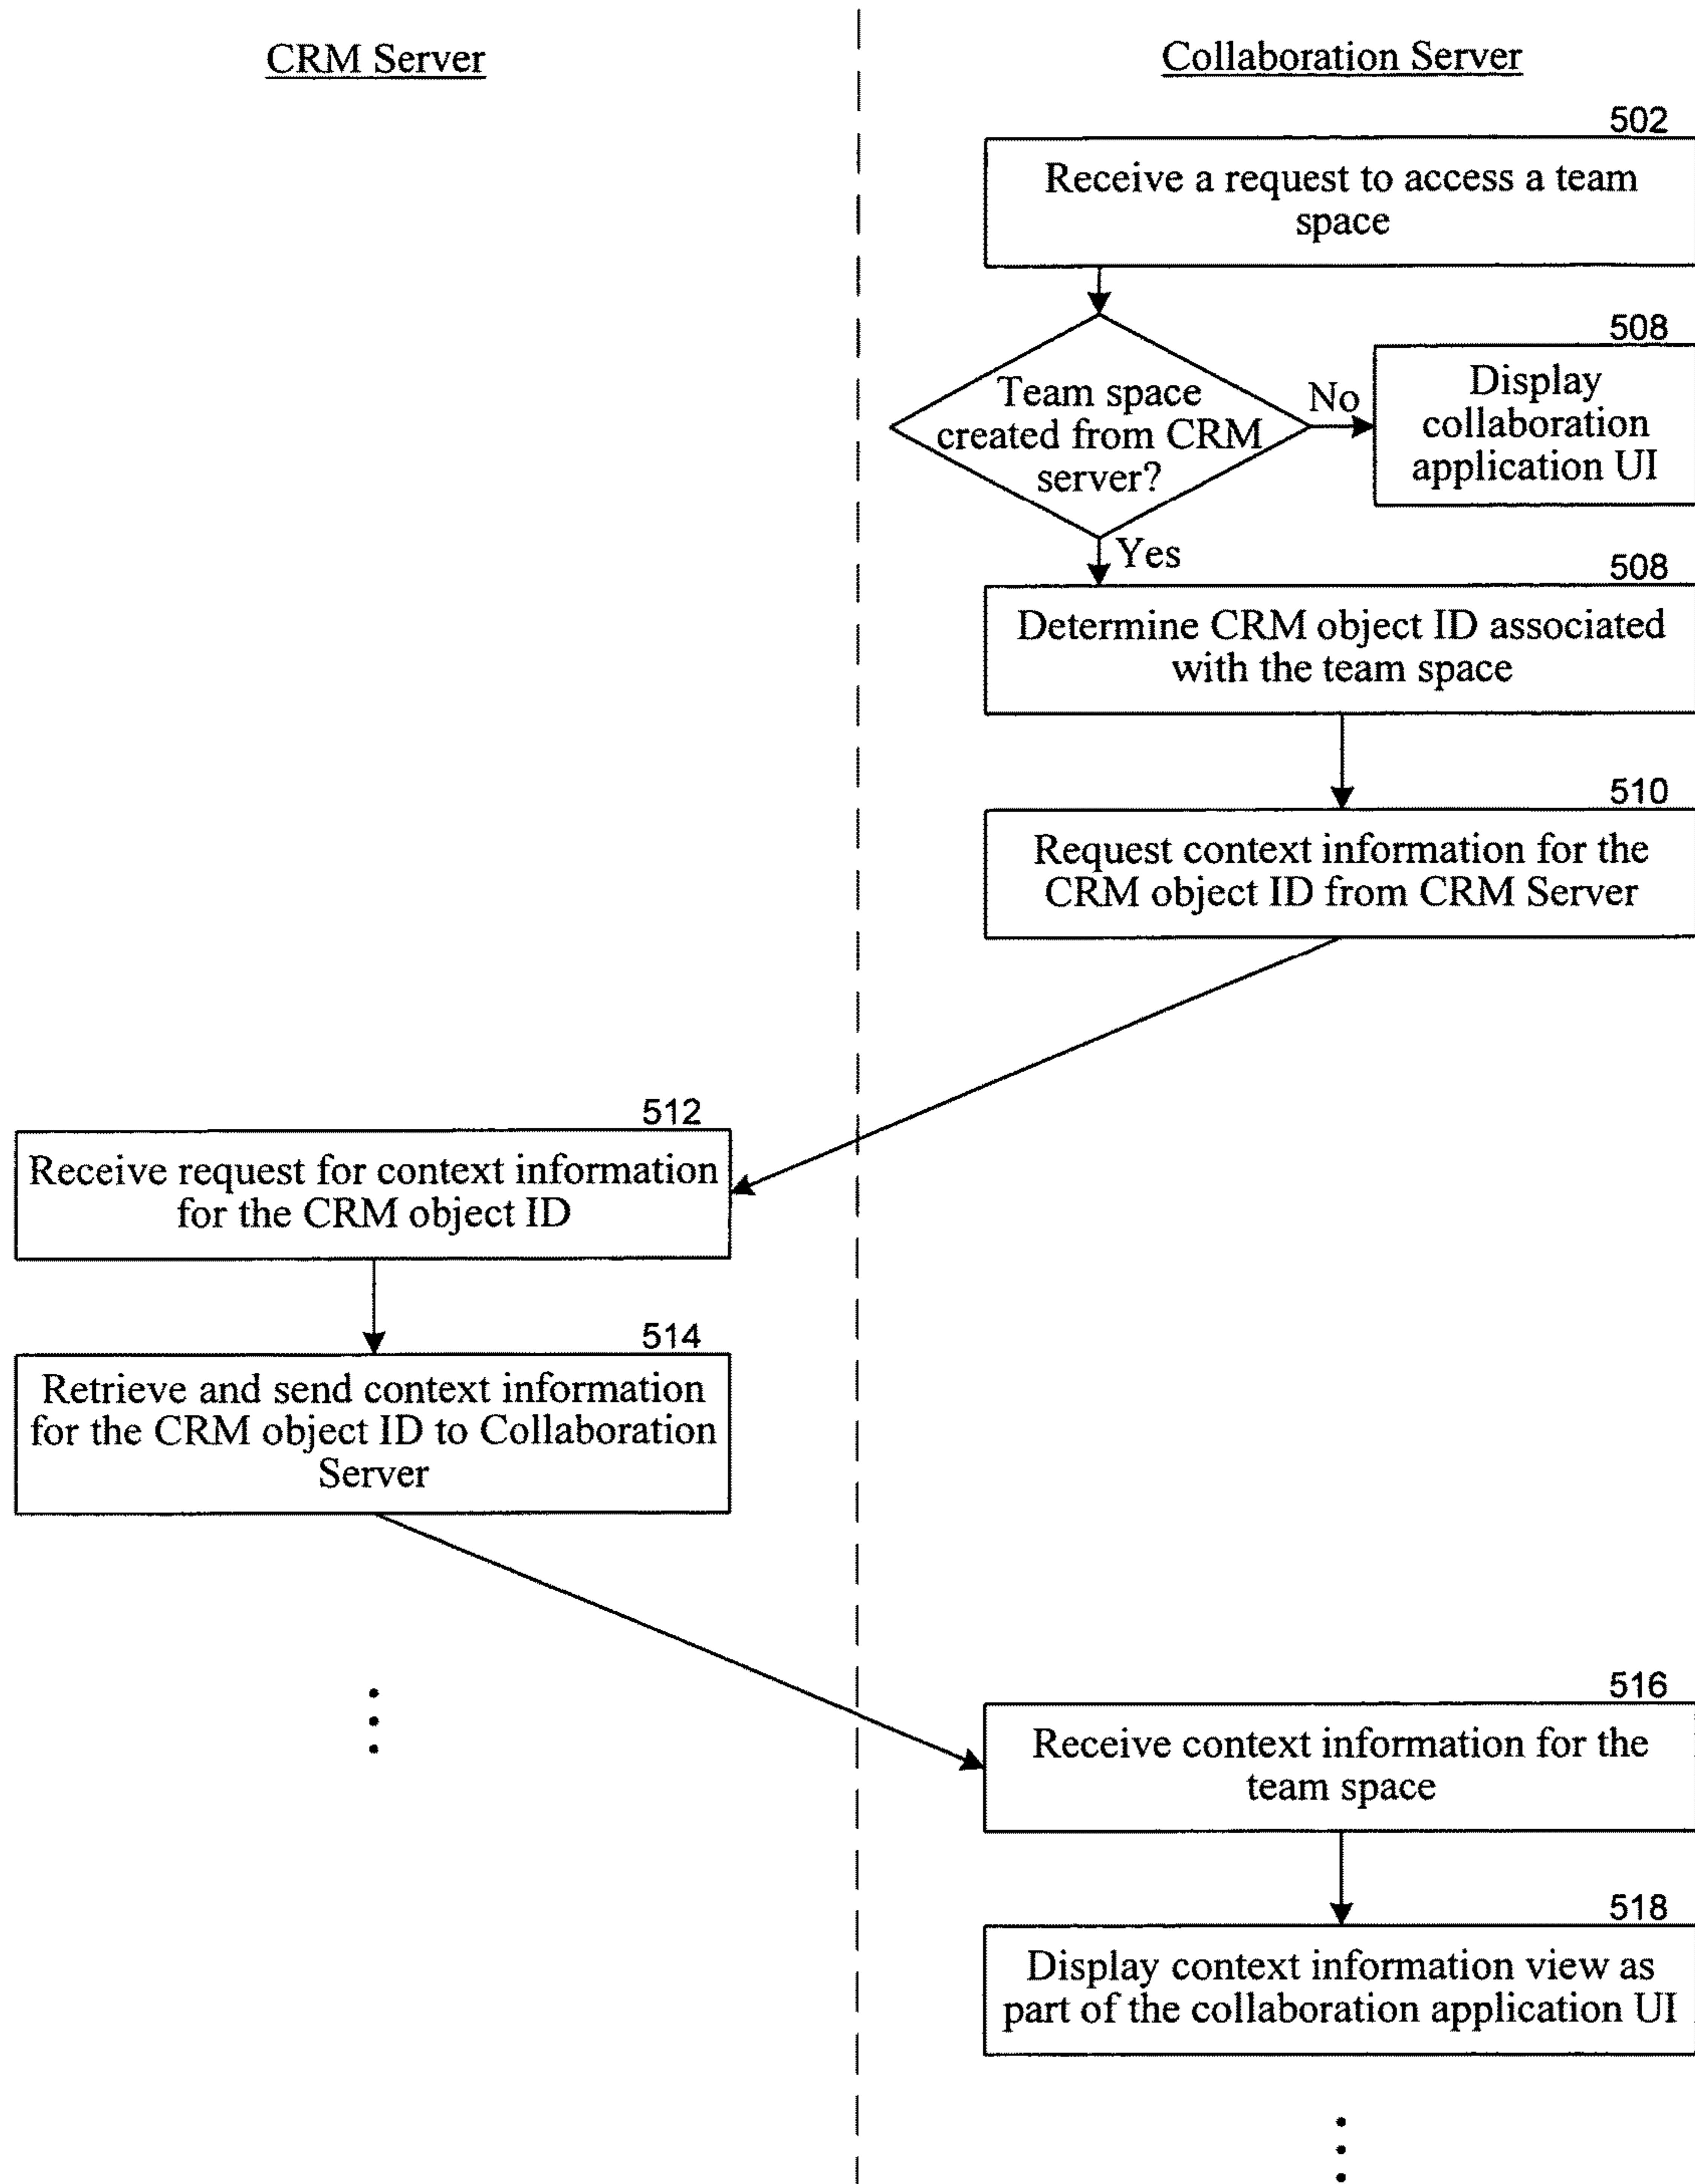 CRM Server
Collaboration Server
502
Receive a request to access a team
space
Team space
created from CRM
server?
No
508
Display
collaboration
application UI
Yes
508
Determine CRM object ID associated
with the team space
510
Request context information for the
CRM object ID from CRM Server
512
Receive request for context information
for the CRM object ID
514
Retrieve and send context information
for the CRM object ID to Collaboration
Server
516
Receive context information for the
team space
518
Display context information view as
part of the collaboration application UI